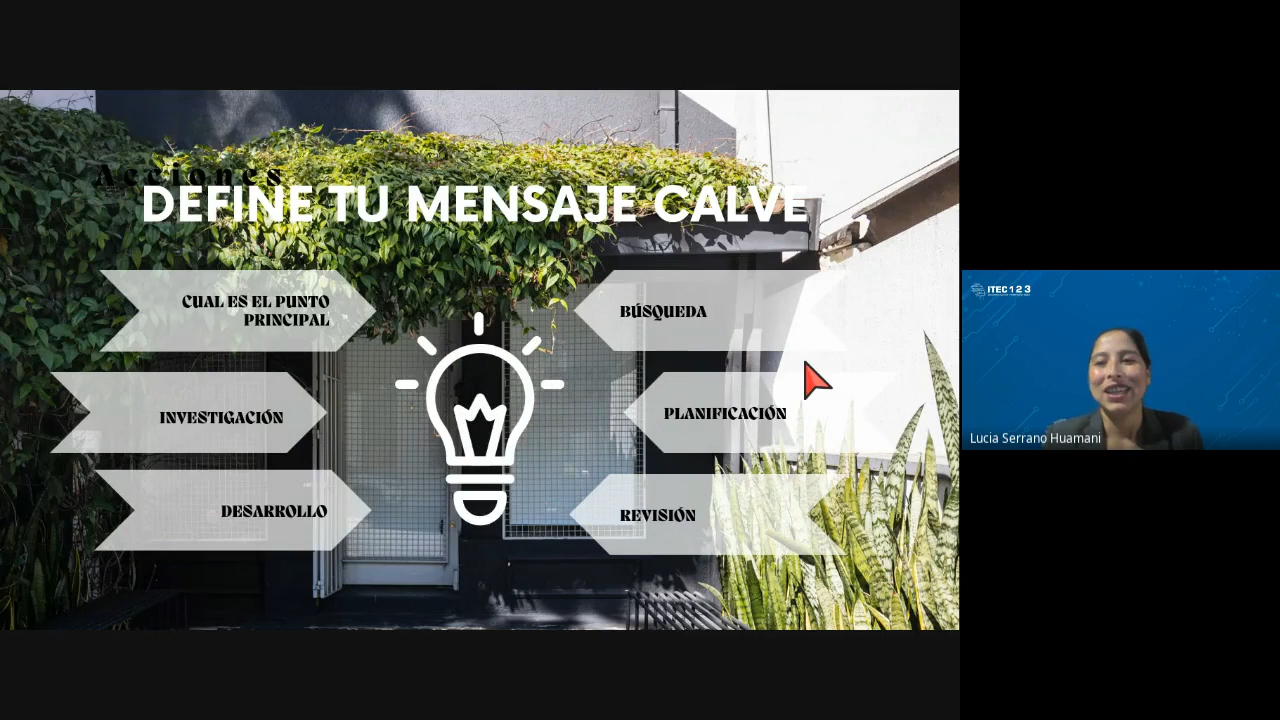 Acciones
DEFINE TU MENSAJE CALVE
CUAL ES EL PUNTO
PRINCIPAL
BÚSQUEDA
INVESTIGACIÓN
PLANIFICACIÓN
DESARROLLO
REVISIÓN
ITEC 1 2 3
Lucia Serrano Huamani